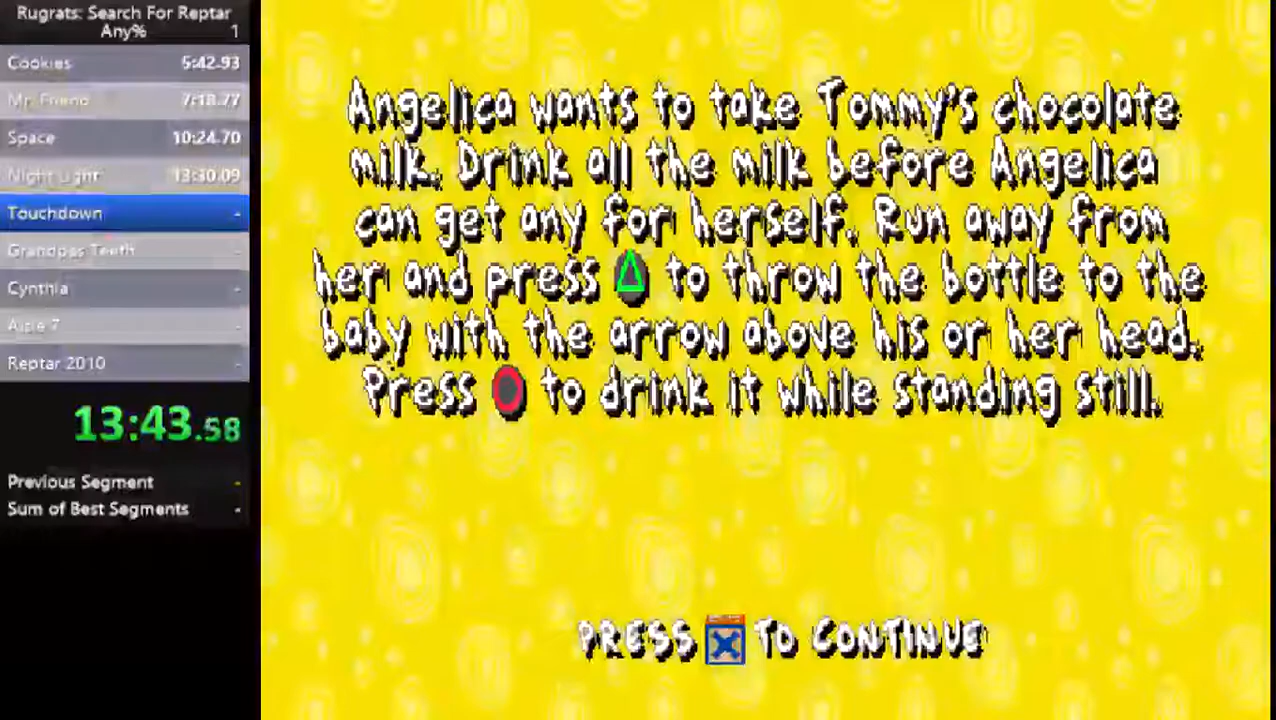 Rugrats: Search For Reptar
Any% 1
Cookies 5:42.93
Mr. Friend 7:18.77
Space 10:24.70
Night Light 13:30.09
Touchdown -
Grandpas Teeth -
Cynthia -
Aisle 7 -
Reptar 2010 -
13:43.58
Previous Segment -
Sum of Best Segments -
Angelica wants to take Tommy's chocolate
milk. Drink all the milk before Angelica
can get any for herself. Run away from
her and press to throw the bottle to the
baby with the arrow above his or her head.
Press to drink it while standing still.
PRESS X TO CONTINUE